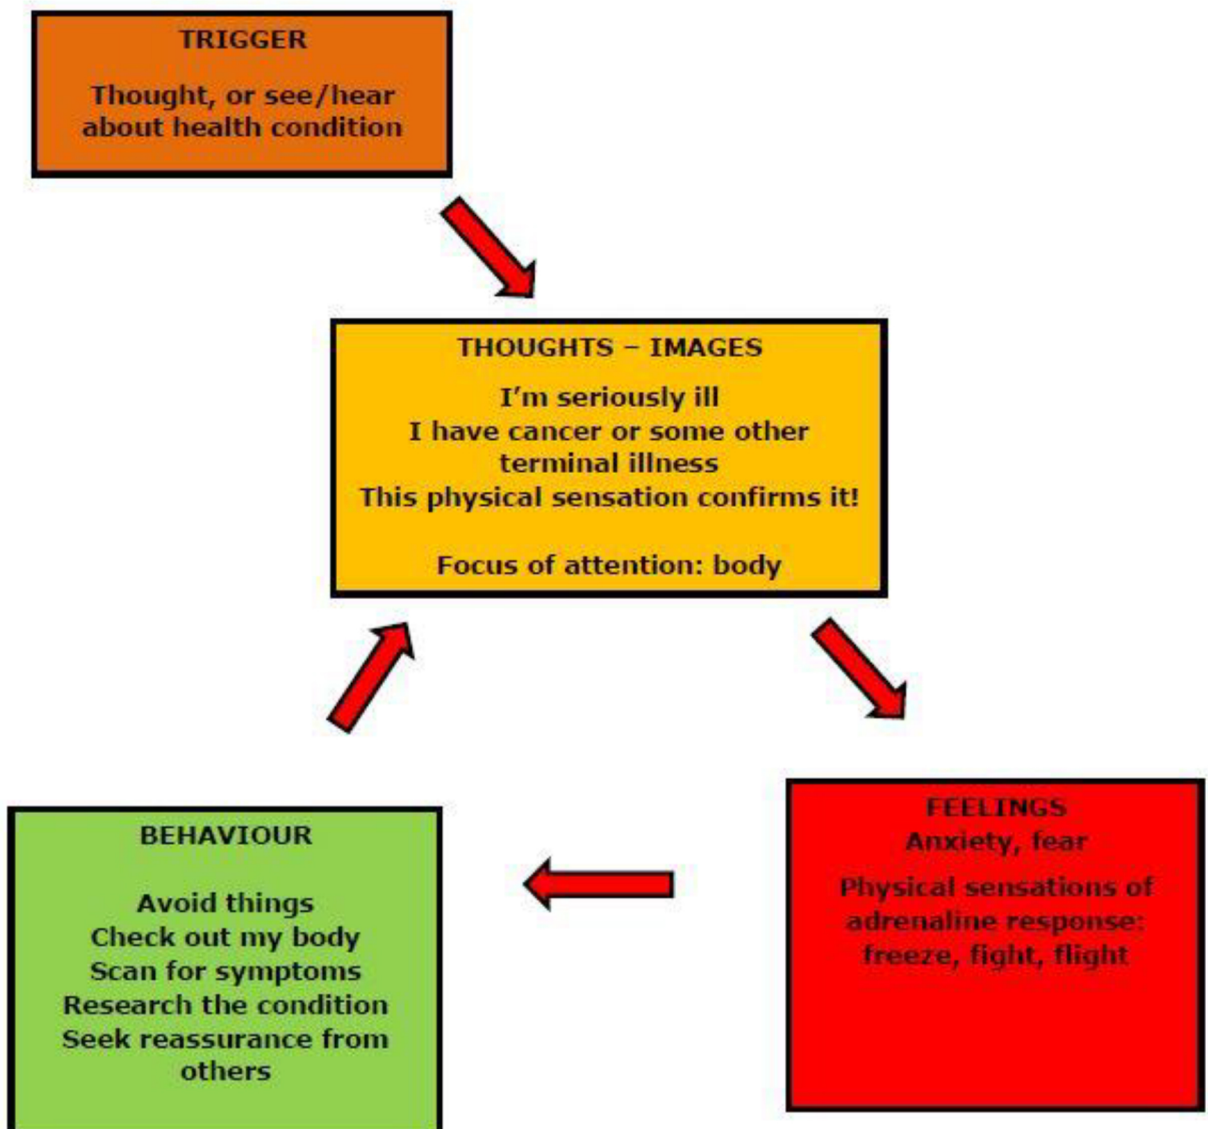 TRIGGER
Thought, or see/hear
about health condition
THOUGHTS – IMAGES
I’m seriously ill
I have cancer or some other
terminal illness
This physical sensation confirms it!
Focus of attention: body
FEELINGS
Anxiety, fear
Physical sensations of
adrenaline response:
freeze, fight, flight
BEHAVIOUR
Avoid things
Check out my body
Scan for symptoms
Research the condition
Seek reassurance from
others